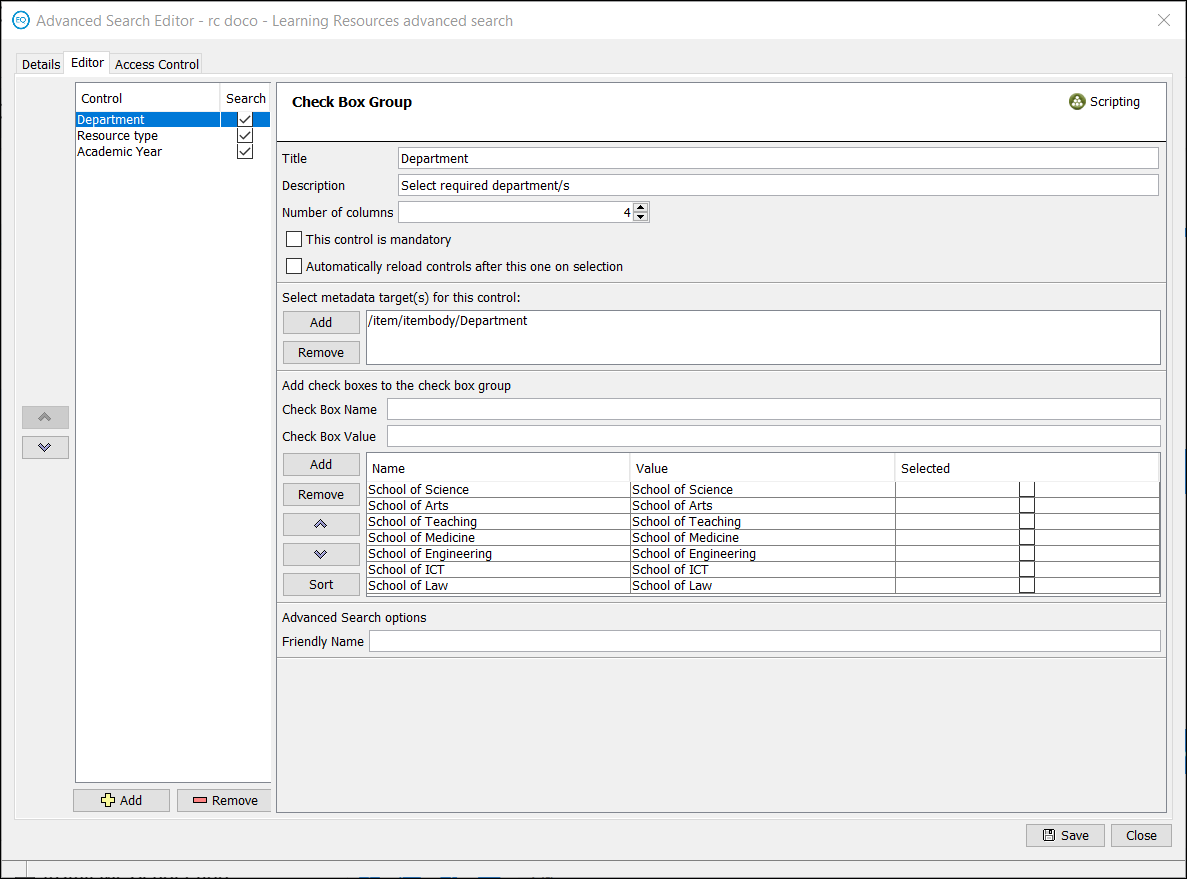 EQ Advanced Search Editor - rc doco - Learning Resources advanced search
Details Editor Access Control
Control Search
Department
Resource type
Academic Year
Add Remove
Check Box Group Scripting
Title Department
Description Select required department/s
Number of columns 4
This control is mandatory
Automatically reload controls after this one on selection
Select metadata target(s) for this control:
Add /item/itembody/Department
Remove
Add check boxes to the check box group
Check Box Name
Check Box Value
Add
Remove
Sort
Name Value Selected
School of Science School of Science
School of Arts School of Arts
School of Teaching School of Teaching
School of Medicine School of Medicine
School of Engineering School of Engineering
School of ICT School of ICT
School of Law School of Law
Advanced Search options
Friendly Name
Save Close